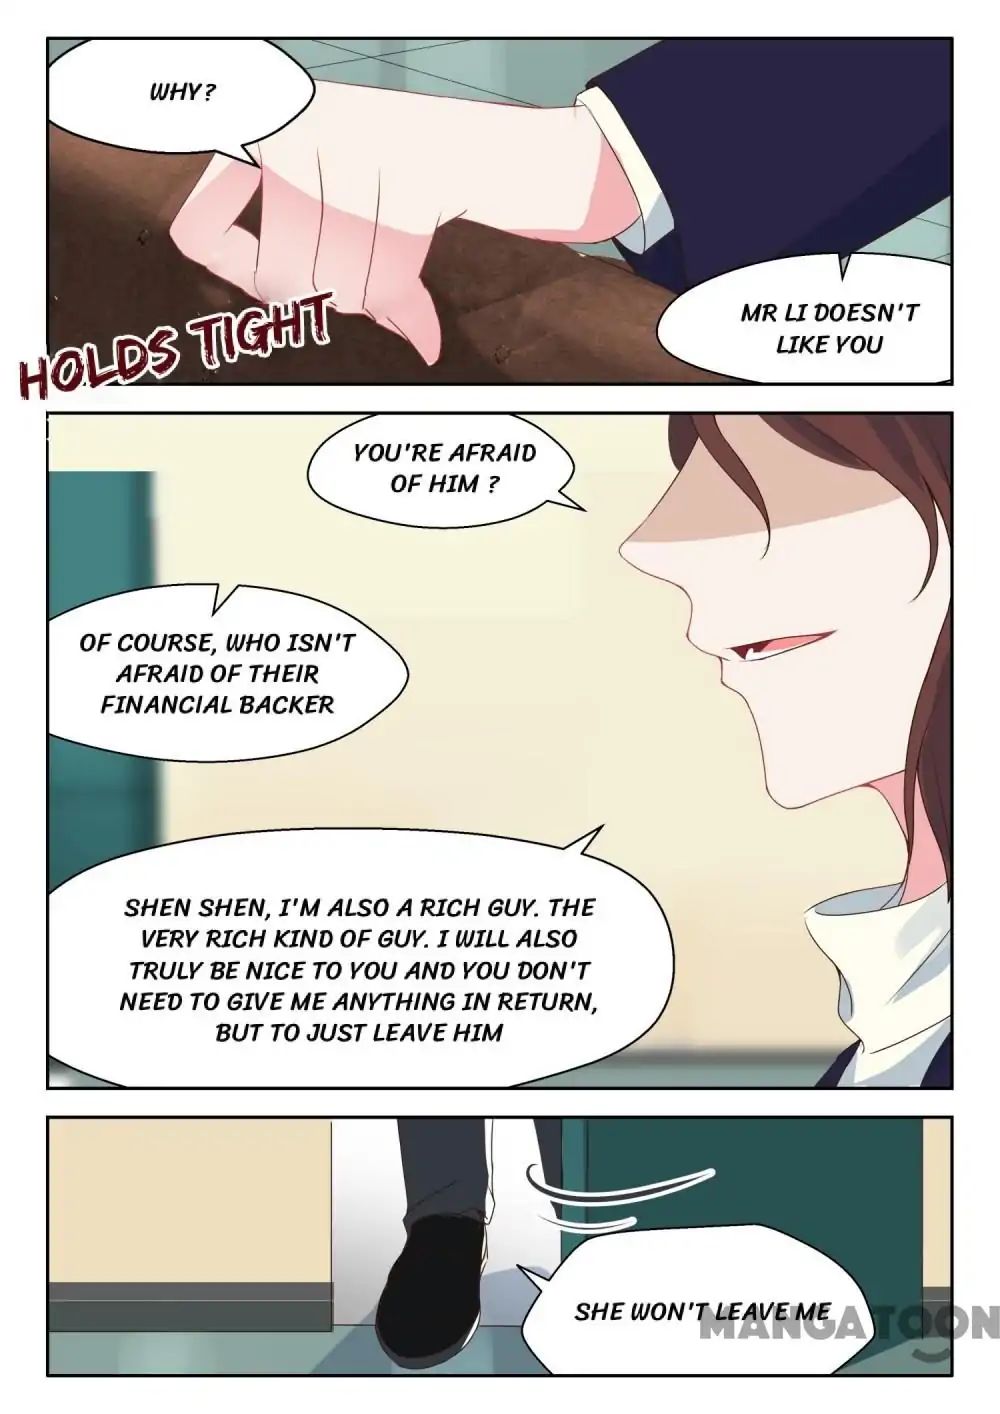 WHY?
MR LI DOESN'T
LIKE YOU
HOLDS TIGHT
YOU'RE AFRAID
OF HIM ?
OF COURSE, WHO ISN'T
AFRAID OF THEIR
FINANCIAL BACKER
SHEN SHEN, I'M ALSO A RICH GUY. THE
VERY RICH KIND OF GUY. I WILL ALSO
TRULY BE NICE TO YOU AND YOU DON'T
NEED TO GIVE ME ANYTHING IN RETURN,
BUT TO JUST LEAVE HIM
SHE WON'T LEAVE ME
MANGATOON